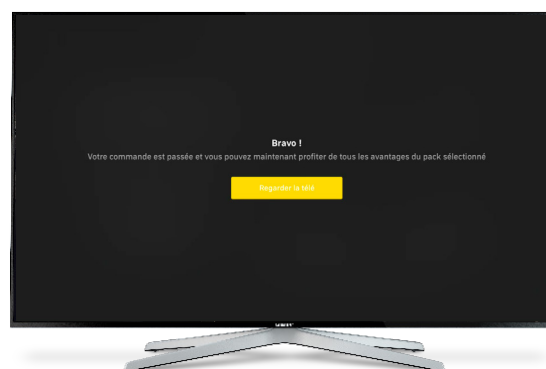 Bravo !
Votre commande est passée et vous pouvez maintenant profiter de tous les avantages du pack sélectionné
Regarder la télé